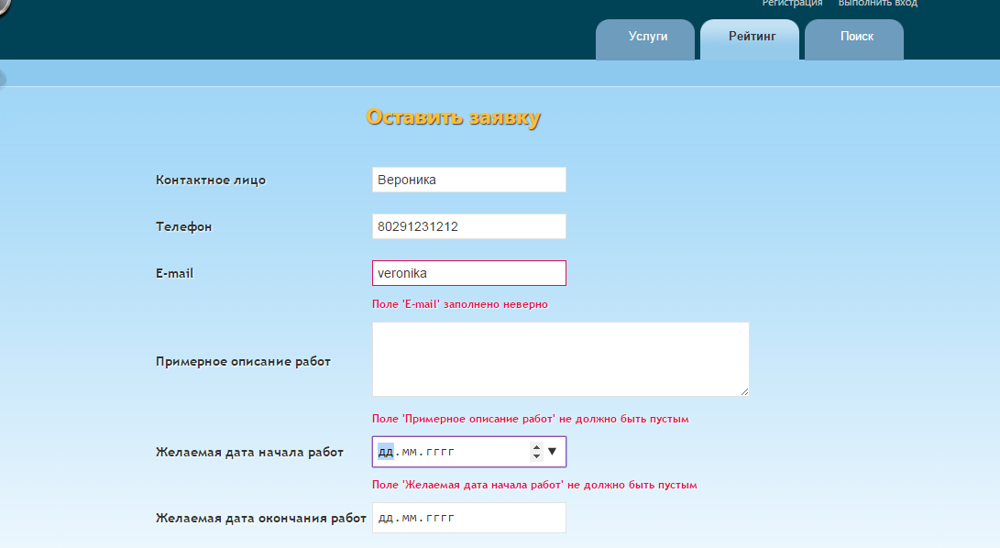 Регистрация Выполнить вход
Услуги Рейтинг Поиск
Оставить заявку
Контактное лицо Вероника
Телефон 80291231212
E-mail veronika
Поле 'E-mail' заполнено неверно
Примерное описание работ
Поле 'Примерное описание работ' не должно быть пустым
Желаемая дата начала работ дд.мм.гггг
Поле 'Желаемая дата начала работ' не должно быть пустым
Желаемая дата окончания работ дд.мм.гггг